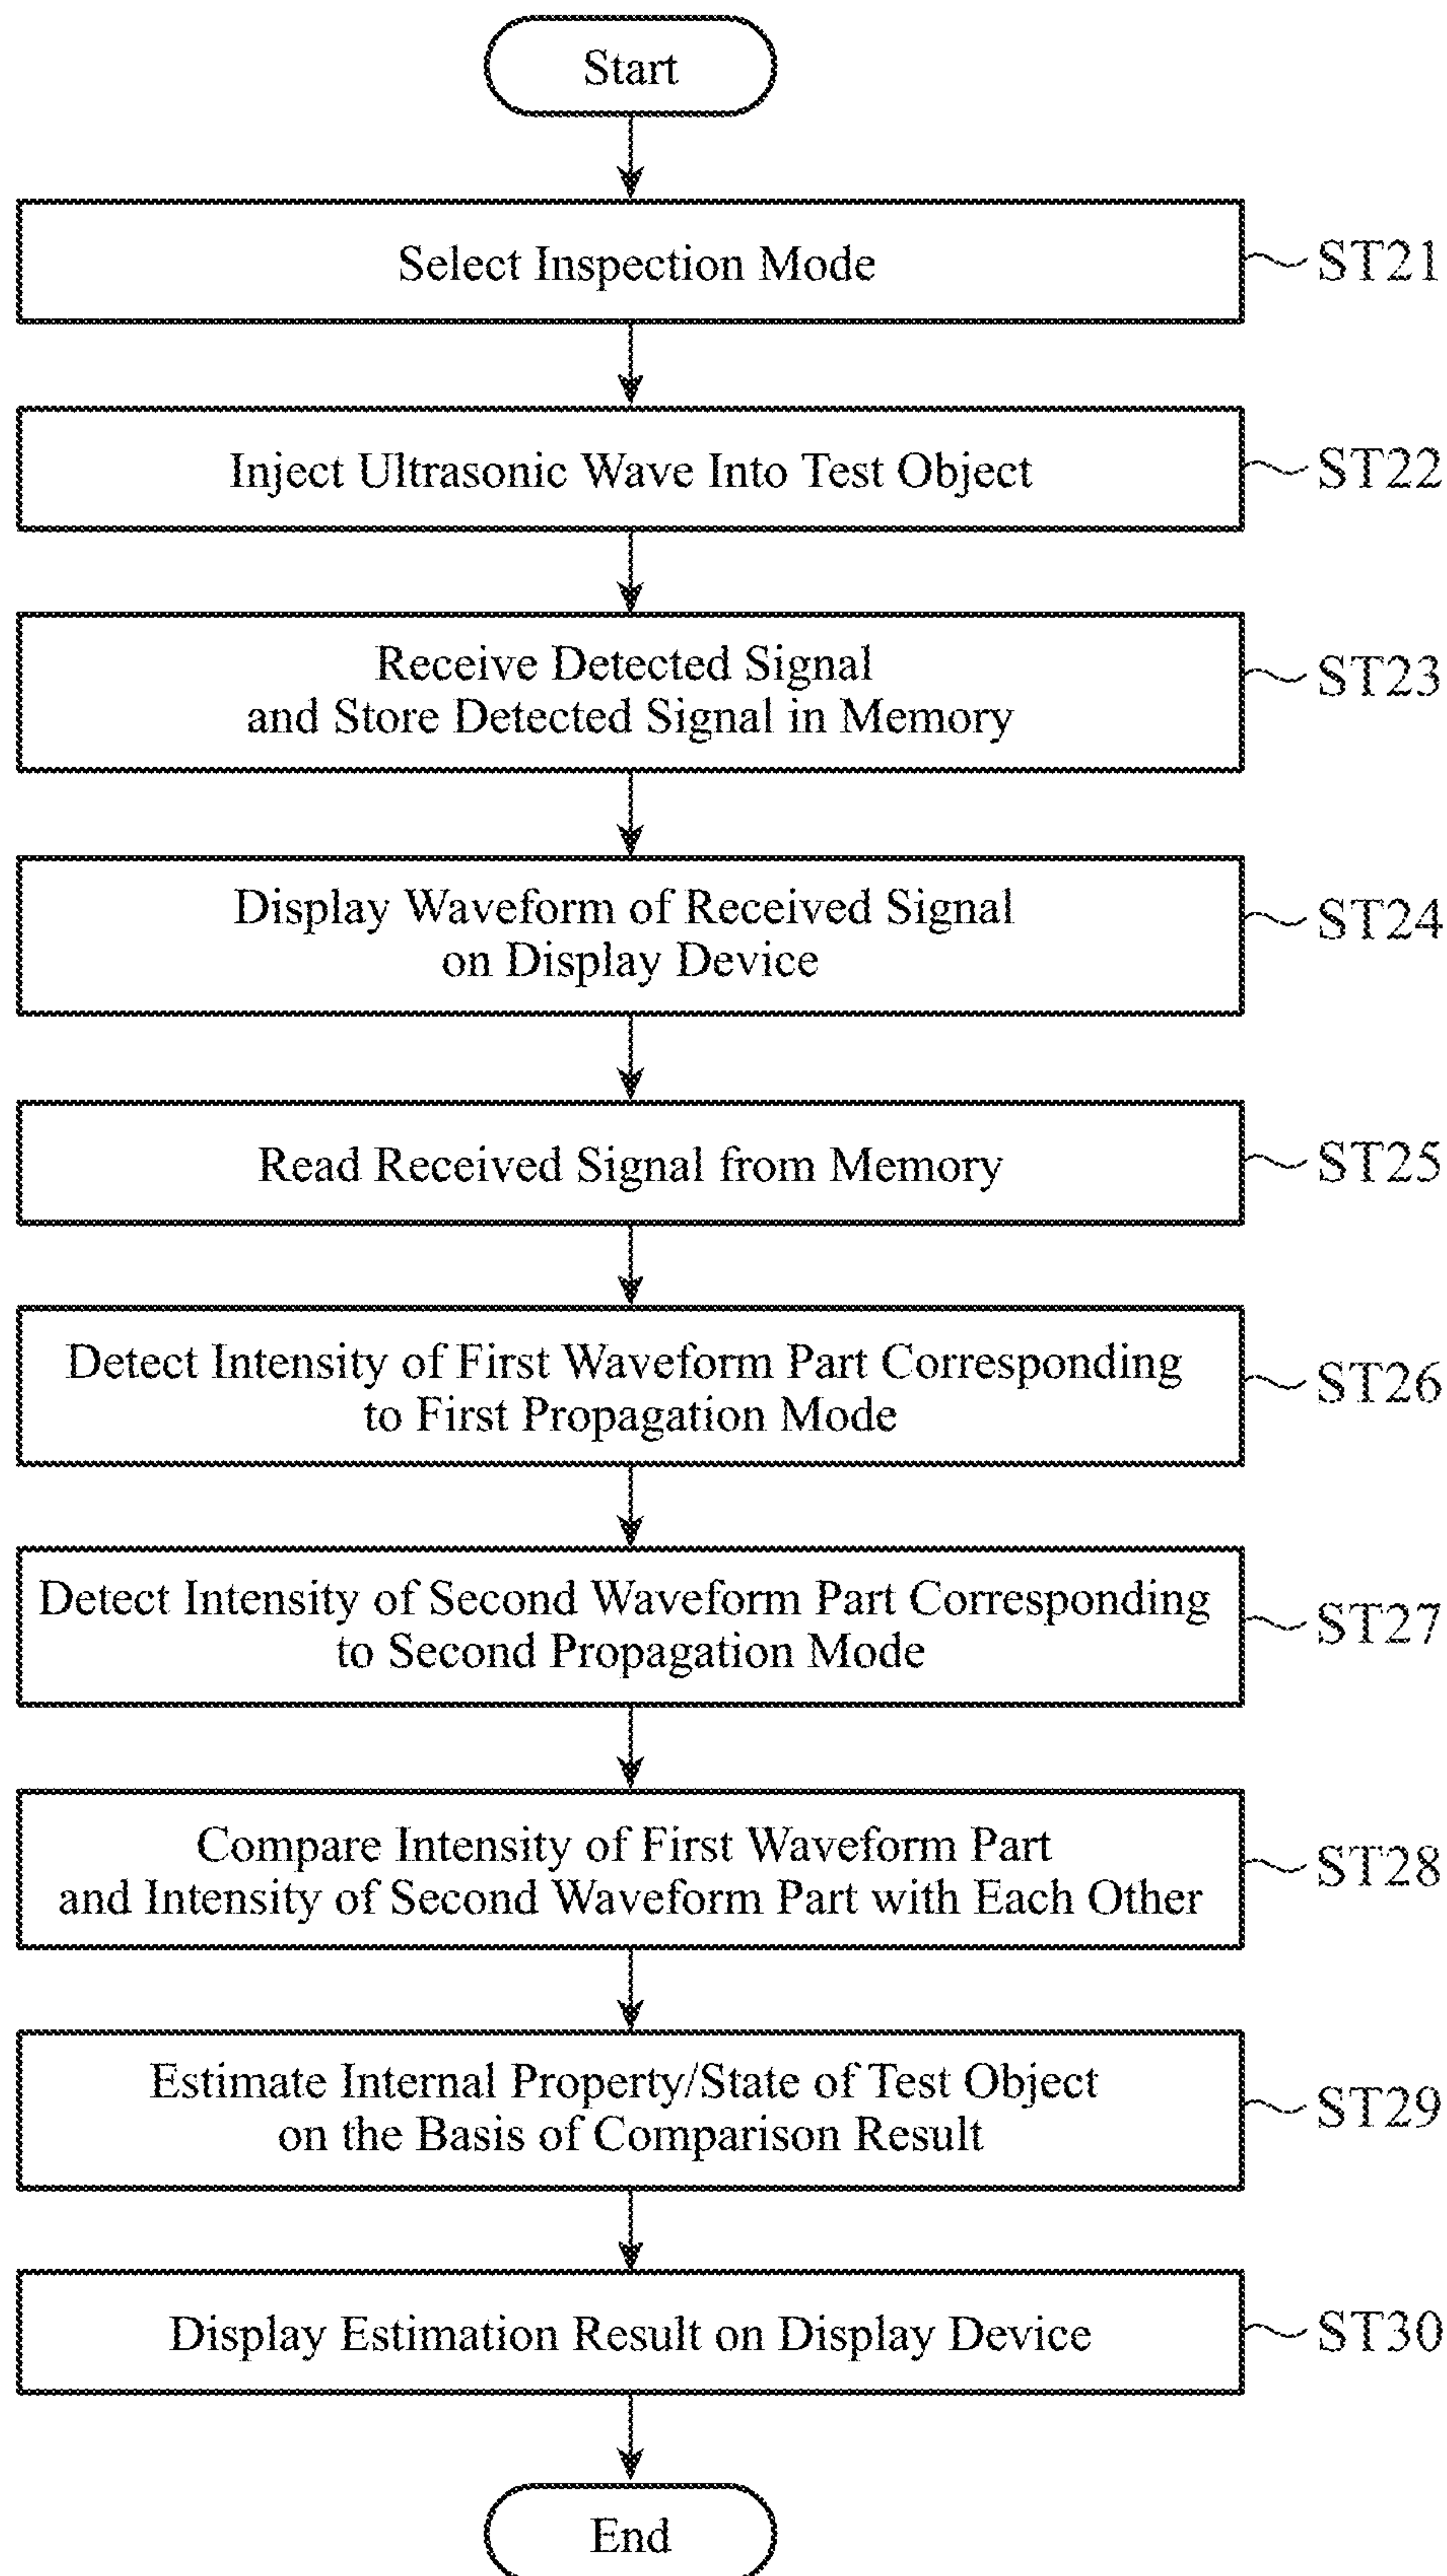 Start
Select Inspection Mode
ST21
Inject Ultrasonic Wave Into Test Object
ST22
Receive Detected Signal
and Store Detected Signal in Memory
ST23
Display Waveform of Received Signal
on Display Device
ST24
Read Received Signal from Memory
ST25
Detect Intensity of First Waveform Part Corresponding
to First Propagation Mode
ST26
Detect Intensity of Second Waveform Part Corresponding
to Second Propagation Mode
ST27
Compare Intensity of First Waveform Part
and Intensity of Second Waveform Part with Each Other
ST28
Estimate Internal Property/State of Test Object
on the Basis of Comparison Result
ST29
Display Estimation Result on Display Device
ST30
End